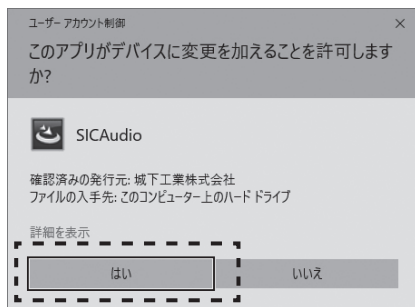 ユーザー アカウント制御
このアプリがデバイスに変更を加えることを許可します
か?
SICAudio
確認済みの発行元: 城下工業株式会社
ファイルの入手先: このコンピューター上のハード ドライブ
詳細を表示
はい
いいえ